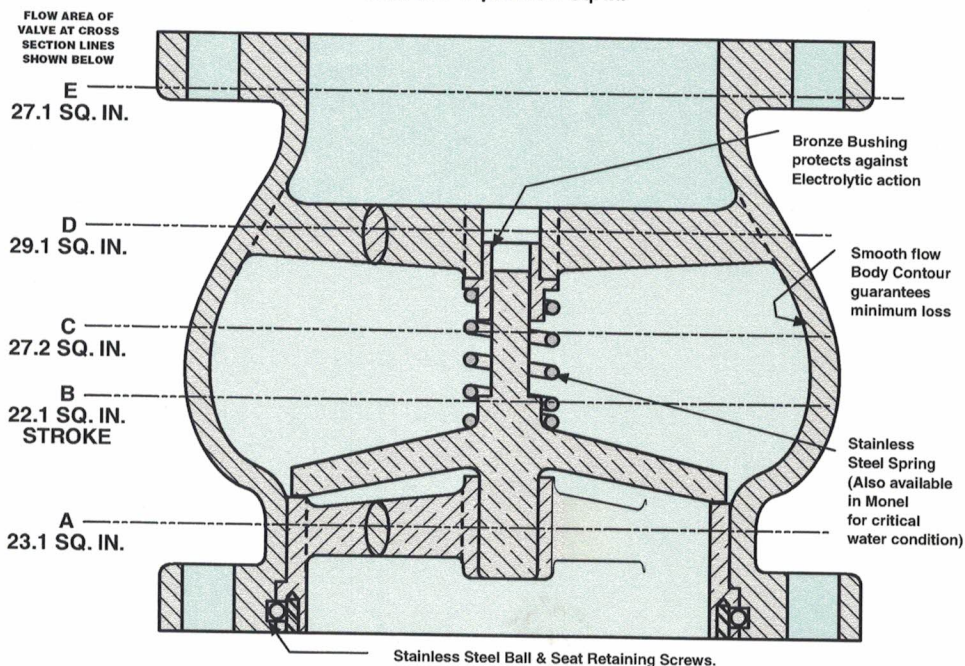 FLOW AREA OF
VALVE AT CROSS
SECTION LINES
SHOWN BELOW
E
27.1 SQ. IN.
D
29.1 SQ. IN.
C
27.2 SQ. IN.
B
22.1 SQ. IN.
STROKE
A
23.1 SQ. IN.
Bronze Bushing
protects against
Electrolytic action
Smooth flow
Body Contour
guarantees
minimum loss
Stainless
Steel Spring
(Also available
in Monel
for critical
water condition)
Stainless Steel Ball & Seat Retaining Screws.